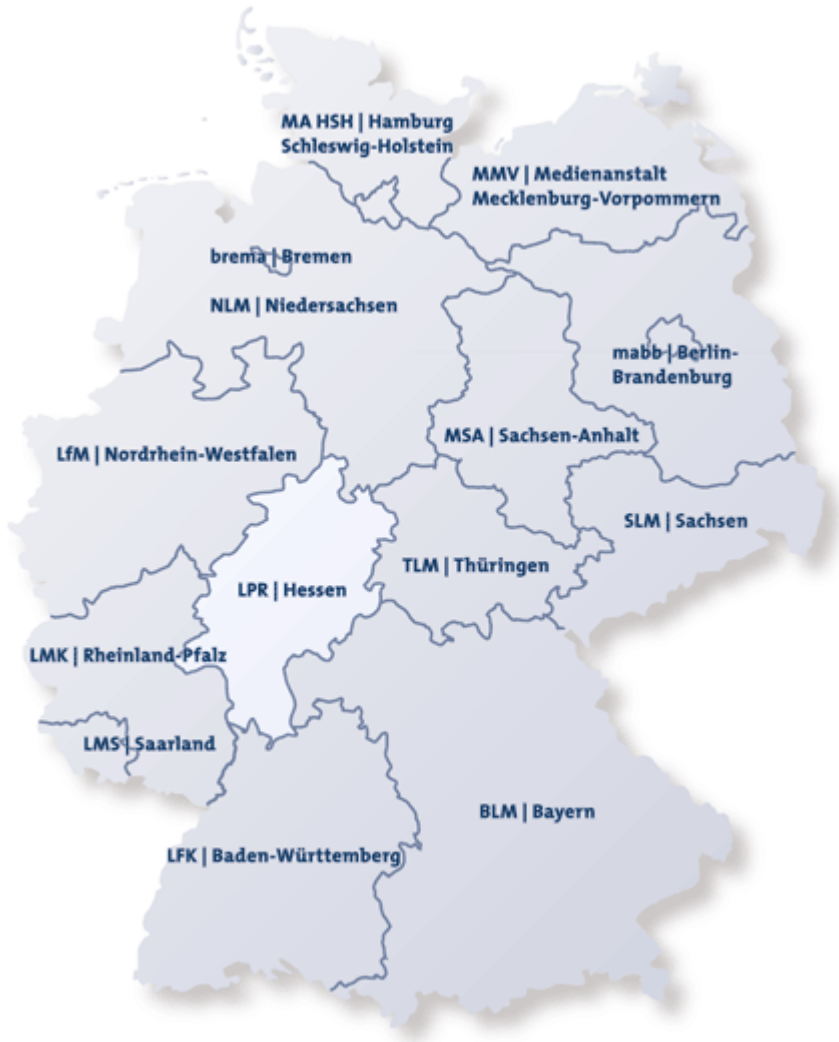 MA HSH | Hamburg
Schleswig-Holstein
MMV | Medienanstalt
Mecklenburg-Vorpommern
brema | Bremen
NLM | Niedersachsen
mabb | Berlin-
Brandenburg
MSA | Sachsen-Anhalt
LfM | Nordrhein-Westfalen
SLM | Sachsen
TLM | Thüringen
LPR | Hessen
LMK | Rheinland-Pfalz
LMS | Saarland
BLM | Bayern
LFK | Baden-Württemberg